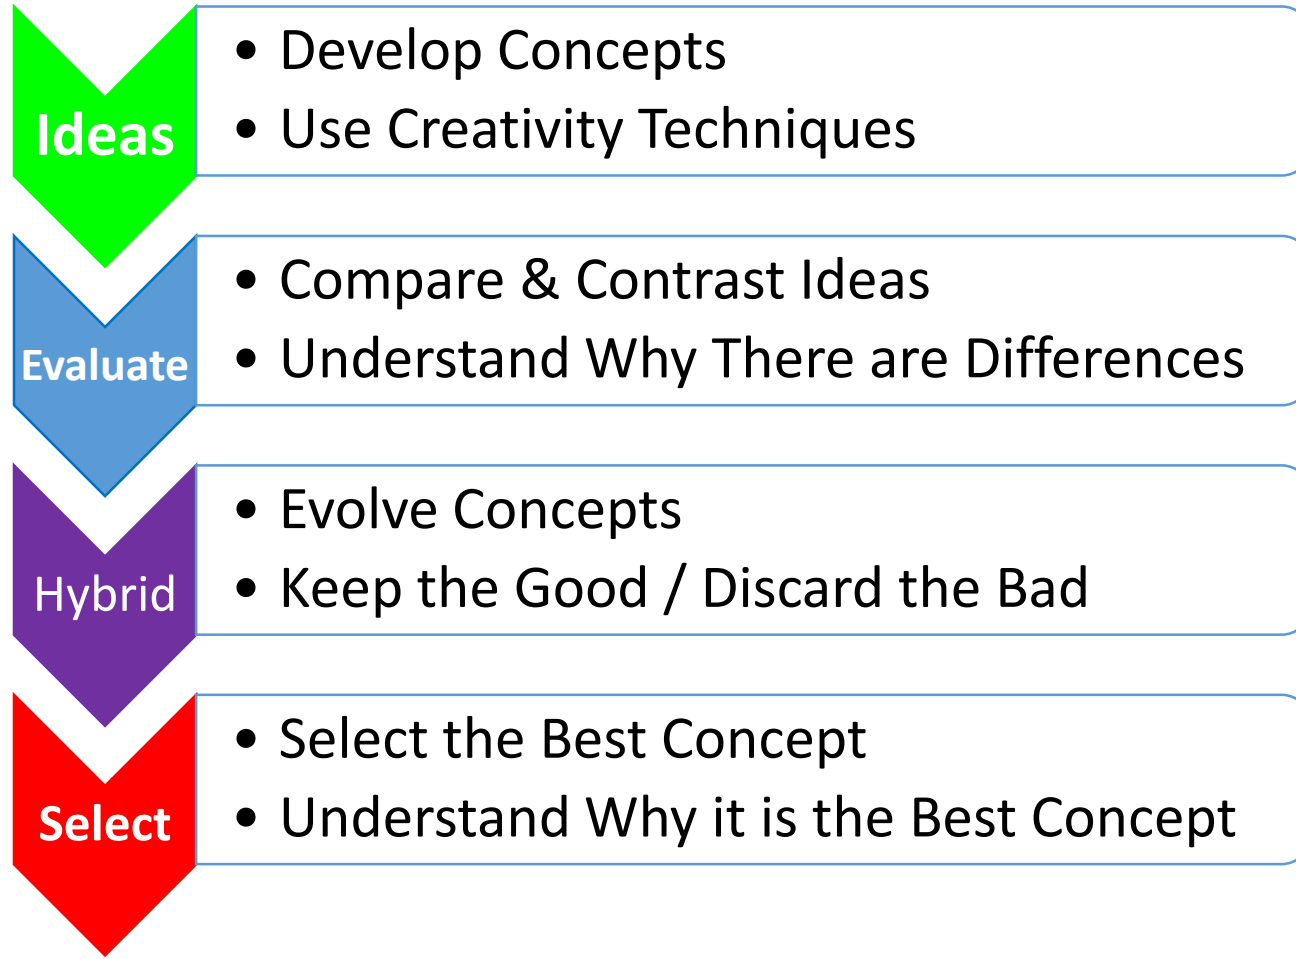 Ideas
• Develop Concepts
• Use Creativity Techniques
Evaluate
• Compare & Contrast Ideas
• Understand Why There are Differences
Hybrid
• Evolve Concepts
• Keep the Good / Discard the Bad
Select
• Select the Best Concept
• Understand Why it is the Best Concept